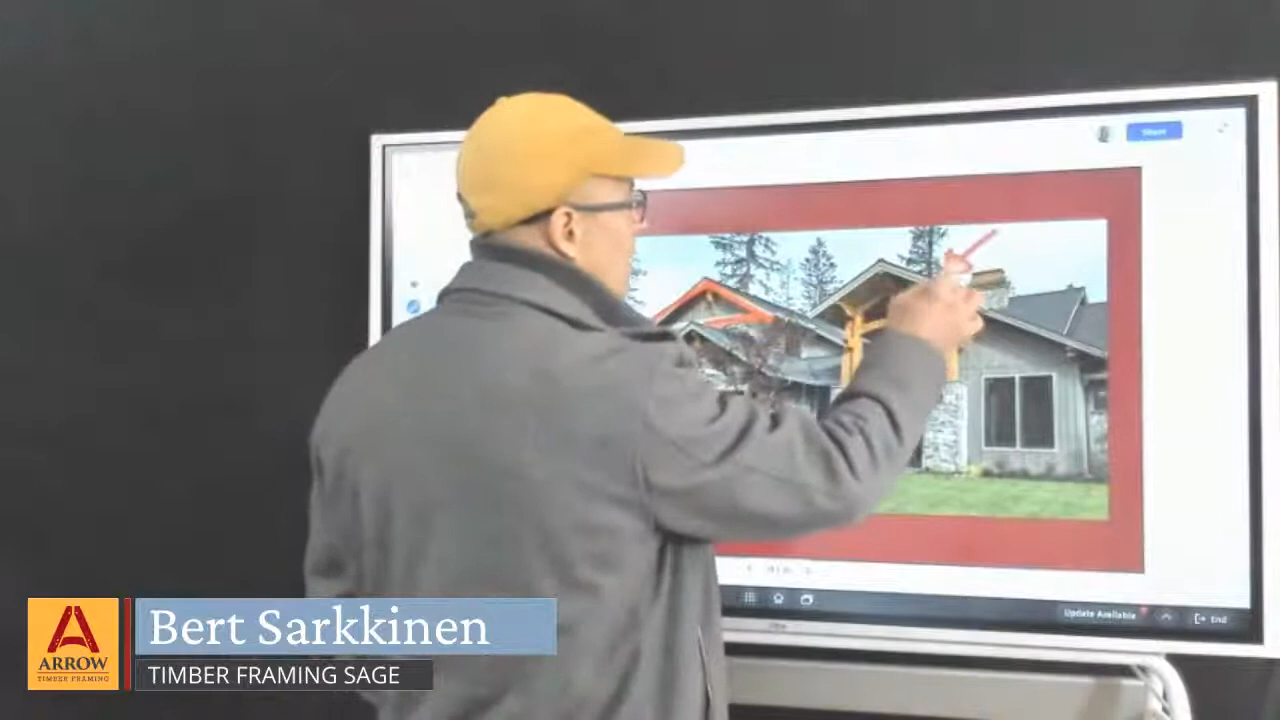 Share
Update Available
End
Bert Sarkkinen
TIMBER FRAMING SAGE
ARROW
TIMBER FRAMING